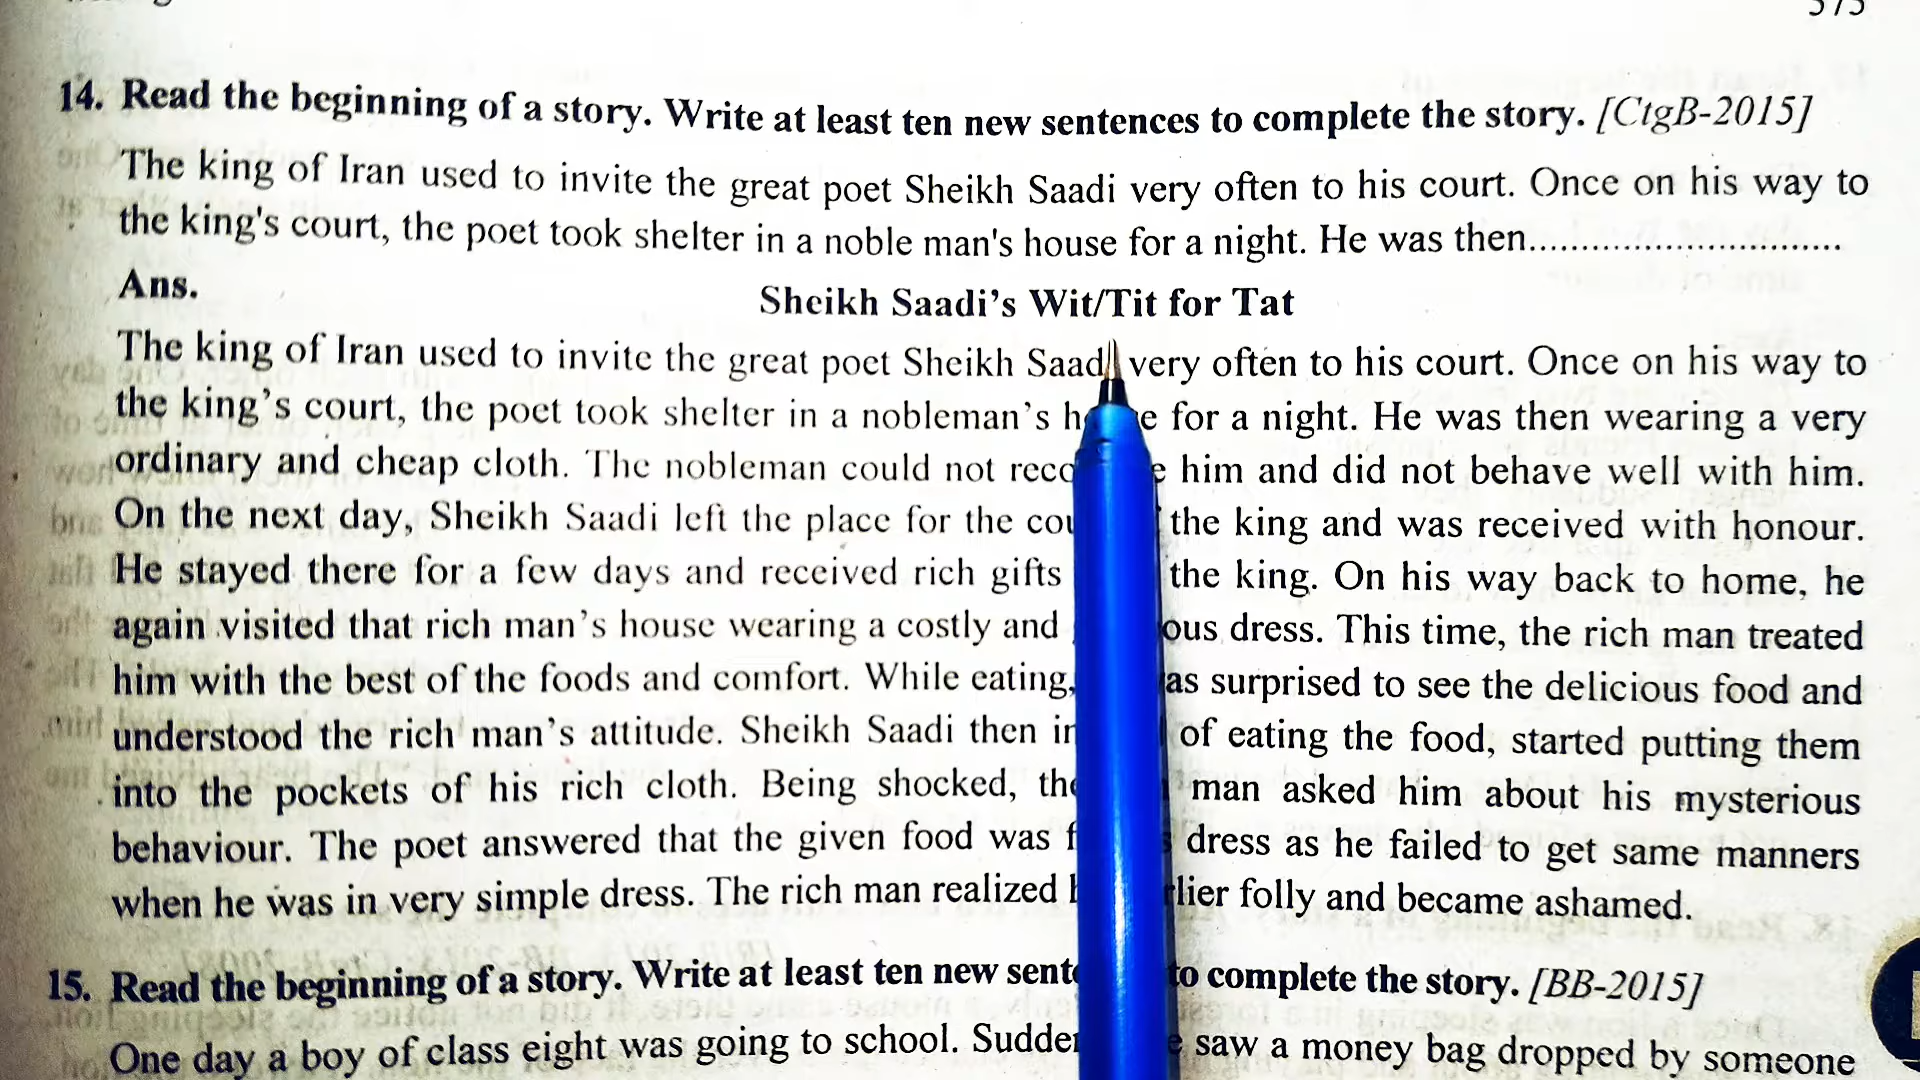 14. Read the beginning of a story. Write at least ten new sentences to complete the story. [CtgB-2015]
The king of Iran used to invite the great poet Sheikh Saadi very often to his court. Once on his way to
the king's court, the poet took shelter in a noble man's house for a night. He was then..............................
Ans.
Sheikh Saadi's Wit/Tit for Tat
The king of Iran used to invite the great poet Sheikh Saadi very often to his court. Once on his way to
the king's court, the poet took shelter in a nobleman's for a night. He was then wearing a very
ordinary and cheap cloth. The nobleman could not him and did not behave well with him.
On the next day, Sheikh Saadi left the place for the the king and was received with honour.
He stayed there for a few days and received rich gifts the king. On his way back to home, he
again visited that rich man's house wearing a costly and dress. This time, the rich man treated
him with the best of the foods and comfort. While eating, surprised to see the delicious food and
understood the rich man's attitude. Sheikh Saadi then of eating the food, started putting them
into the pockets of his rich cloth. Being shocked, man asked him about his mysterious
behaviour. The poet answered that the given food was dress as he failed to get same manners
when he was in very simple dress. The rich man realized folly and became ashamed.
15. Read the beginning of a story. Write at least ten new to complete the story. [BB-2015]
One day a boy of class eight was going to school. saw a money bag dropped by someone